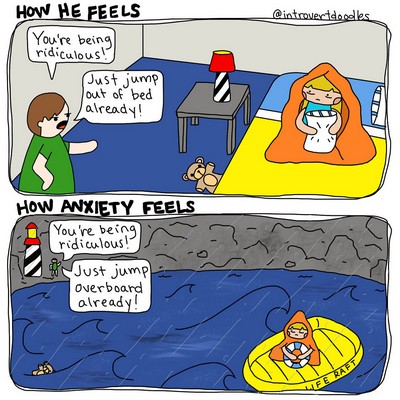 HOW HE FEELS
@introvertdoodles
You're being
ridiculous!
Just jump
out of bed
already!
HOW ANXIETY FEELS
You're being
ridiculous!
Just jump
overboard
already!
LIFE RAFT